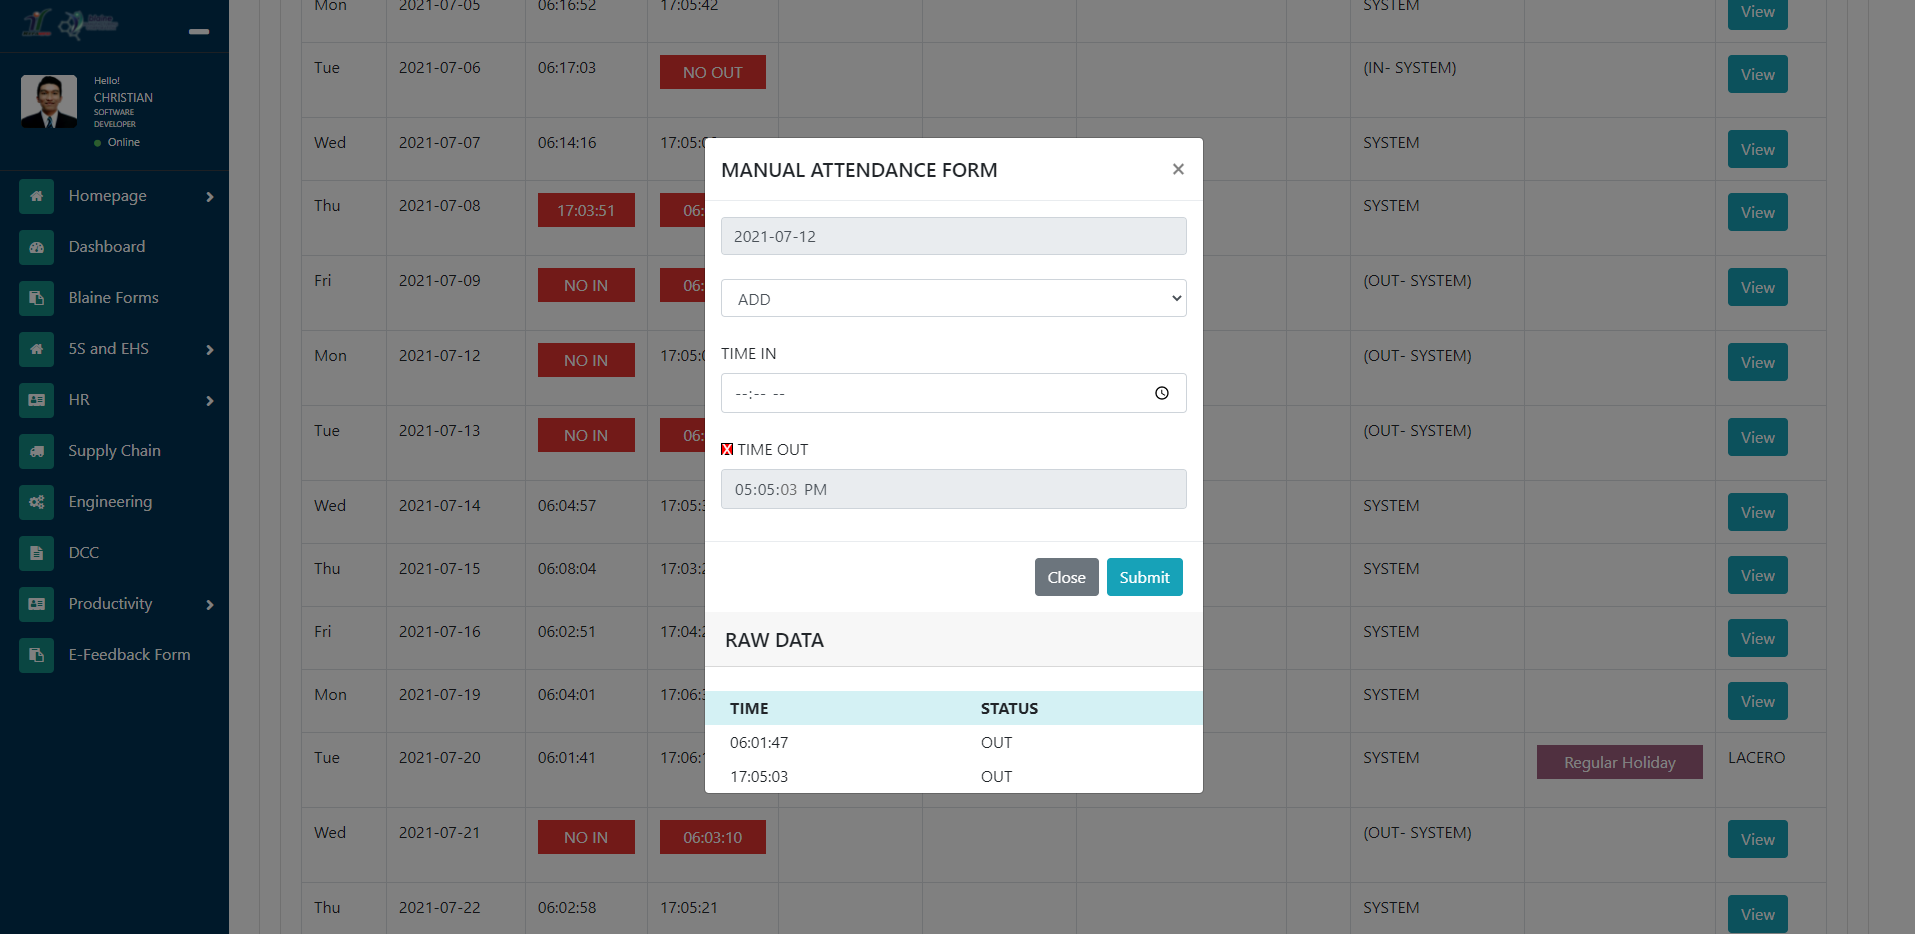 Hello!
CHRISTIAN
SOFTWARE
DEVELOPER
Online
Homepage
Dashboard
Blaine Forms
5S and EHS
HR
Supply Chain
Engineering
DCC
Productivity
E-Feedback Form
Mon 2021-07-05 06:16:52 17:05:42 SYSTEM View
Tue 2021-07-06 06:17:03 NO OUT (IN- SYSTEM) View
Wed 2021-07-07 06:14:16 17:05: SYSTEM View
Thu 2021-07-08 17:03:51 06: SYSTEM View
Fri 2021-07-09 NO IN 06: (OUT- SYSTEM) View
Mon 2021-07-12 NO IN 17:05: (OUT- SYSTEM) View
Tue 2021-07-13 NO IN 06: (OUT- SYSTEM) View
Wed 2021-07-14 06:04:57 17:05: SYSTEM View
Thu 2021-07-15 06:08:04 17:03: SYSTEM View
Fri 2021-07-16 06:02:51 17:04: SYSTEM View
Mon 2021-07-19 06:04:01 17:06: SYSTEM View
Tue 2021-07-20 06:01:41 17:06: SYSTEM Regular Holiday LACERO
Wed 2021-07-21 NO IN 06:03:10 (OUT- SYSTEM) View
Thu 2021-07-22 06:02:58 17:05:21 SYSTEM View
MANUAL ATTENDANCE FORM ×
2021-07-12
ADD
TIME IN
--:-- --
X TIME OUT
05:05:03 PM
Close Submit
RAW DATA
TIME STATUS
06:01:47 OUT
17:05:03 OUT